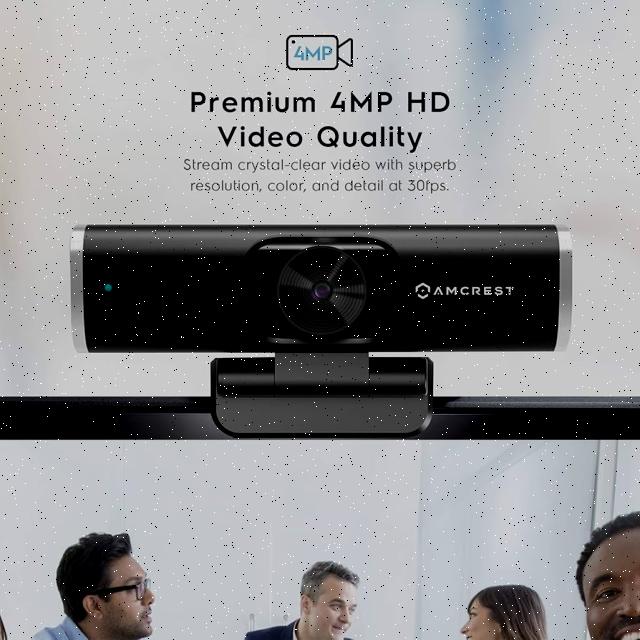 4MP
Premium 4MP HD
Video Quality
Stream crystal-clear video with superb
resolution, color, and detail at 30fps.
AMCREST